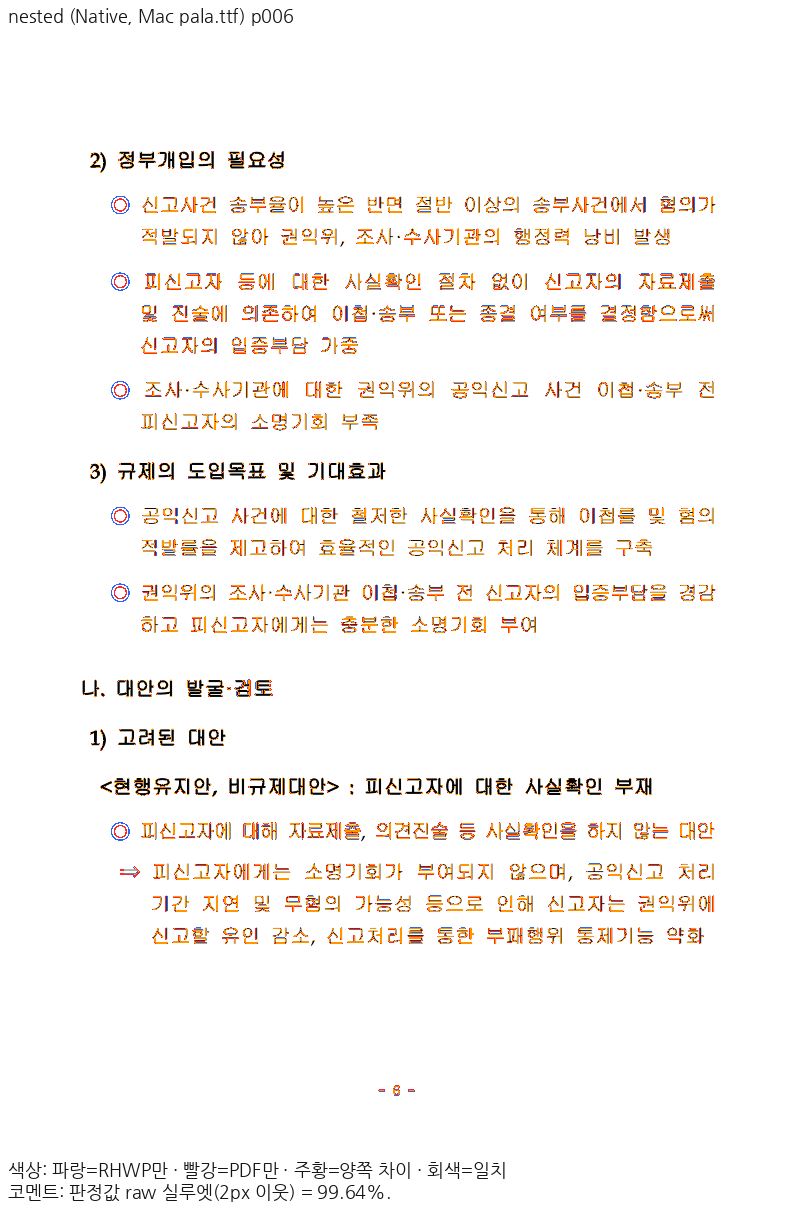 nested (Native, Mac pala.ttf) p006
2) 정부개입의 필요성
◎ 신고사건 송부율이 높은 반면 절반 이상의 송부사건에서 혐의가
적발되지 않아 권익위, 조사·수사기관의 행정력 낭비 발생
◎ 피신고자 등에 대한 사실확인 절차 없이 신고자의 자료제출
및 진술에 의존하여 이첩·송부 또는 종결 여부를 결정함으로써
신고자의 입증부담 가중
◎ 조사·수사기관에 대한 권익위의 공익신고 사건 이첩·송부 전
피신고자의 소명기회 부족
3) 규제의 도입목표 및 기대효과
◎ 공익신고 사건에 대한 철저한 사실확인을 통해 이첩률 및 혐의
적발률을 제고하여 효율적인 공익신고 처리 체계를 구축
◎ 권익위의 조사·수사기관 이첩·송부 전 신고자의 입증부담을 경감
하고 피신고자에게는 충분한 소명기회 부여
나. 대안의 발굴·검토
1) 고려된 대안
<현행유지안, 비규제대안> : 피신고자에 대한 사실확인 부재
◎ 피신고자에 대해 자료제출, 의견진술 등 사실확인을 하지 않는 대안
⇒ 피신고자에게는 소명기회가 부여되지 않으며, 공익신고 처리
기간 지연 및 무혐의 가능성 등으로 인해 신고자는 권익위에
신고할 유인 감소, 신고처리를 통한 부패행위 통제기능 약화
- 6 -
색상: 파랑=RHWP만 · 빨강=PDF만 · 주황=양쪽 차이 · 회색=일치
코멘트: 판정값 raw 실루엣(2px 이웃) = 99.64%.